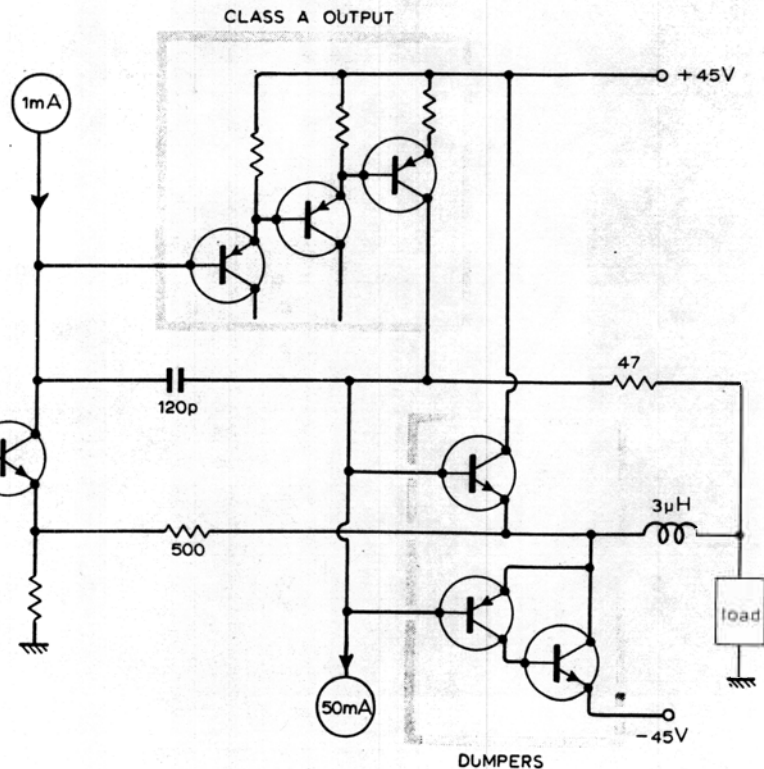 CLASS A OUTPUT
1mA
+45V
120p
47
500
3μH
load
50mA
-45V
DUMPERS